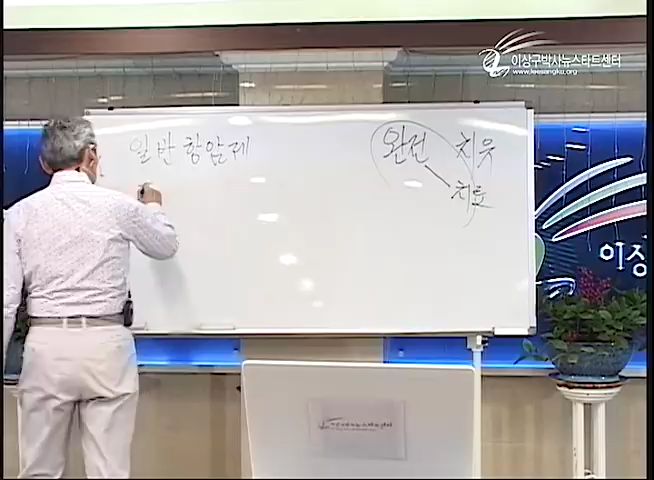 이상구박사뉴스타트센터
www.leesangku.org
일반 항암제
완전 치유
치료
이상